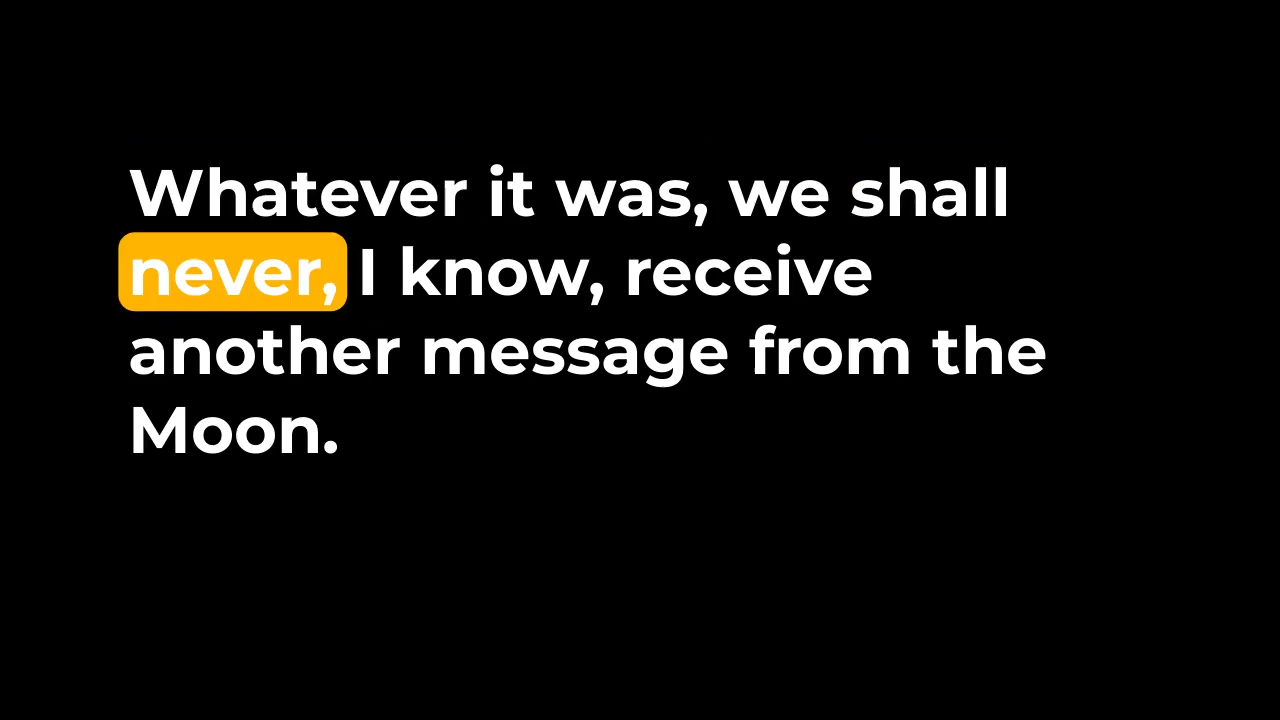 Whatever it was, we shall
never, I know, receive
another message from the
Moon.